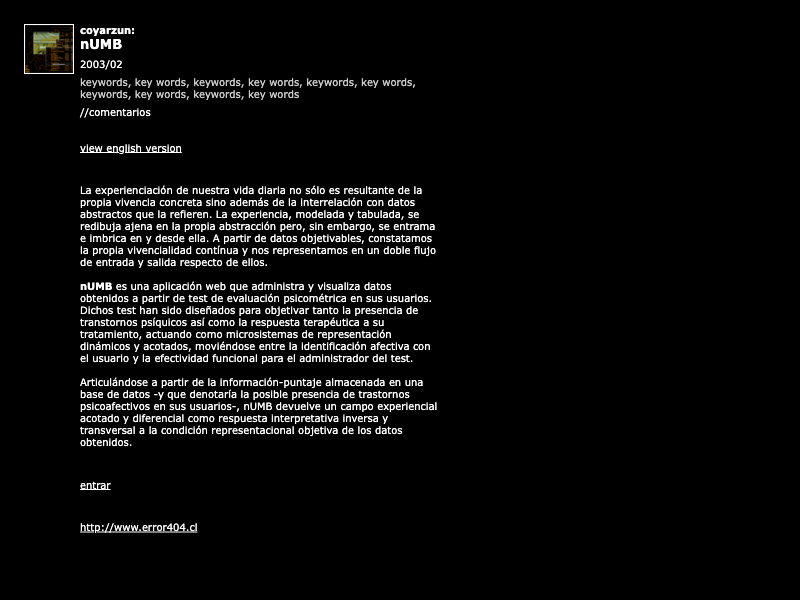 coyarzun:
nUMB
2003/02
keywords, key words, keywords, key words, keywords, key words,
keywords, key words, keywords, key words
//comentarios
view english version
La experienciación de nuestra vida diaria no sólo es resultante de la
propia vivencia concreta sino además de la interrelación con datos
abstractos que la refieren. La experiencia, modelada y tabulada, se
redibuja ajena en la propia abstracción pero, sin embargo, se entrama
e imbrica en y desde ella. A partir de datos objetivables, constatamos
la propia vivencialidad contínua y nos representamos en un doble flujo
de entrada y salida respecto de ellos.
nUMB es una aplicación web que administra y visualiza datos
obtenidos a partir de test de evaluación psicométrica en sus usuarios.
Dichos test han sido diseñados para objetivar tanto la presencia de
transtornos psíquicos así como la respuesta terapéutica a su
tratamiento, actuando como microsistemas de representación
dinámicos y acotados, moviéndose entre la identificación afectiva con
el usuario y la efectividad funcional para el administrador del test.
Articulándose a partir de la información-puntaje almacenada en una
base de datos -y que denotaría la posible presencia de trastornos
psicoafectivos en sus usuarios-, nUMB devuelve un campo experiencial
acotado y diferencial como respuesta interpretativa inversa y
transversal a la condición representacional objetiva de los datos
obtenidos.
entrar
http://www.error404.cl